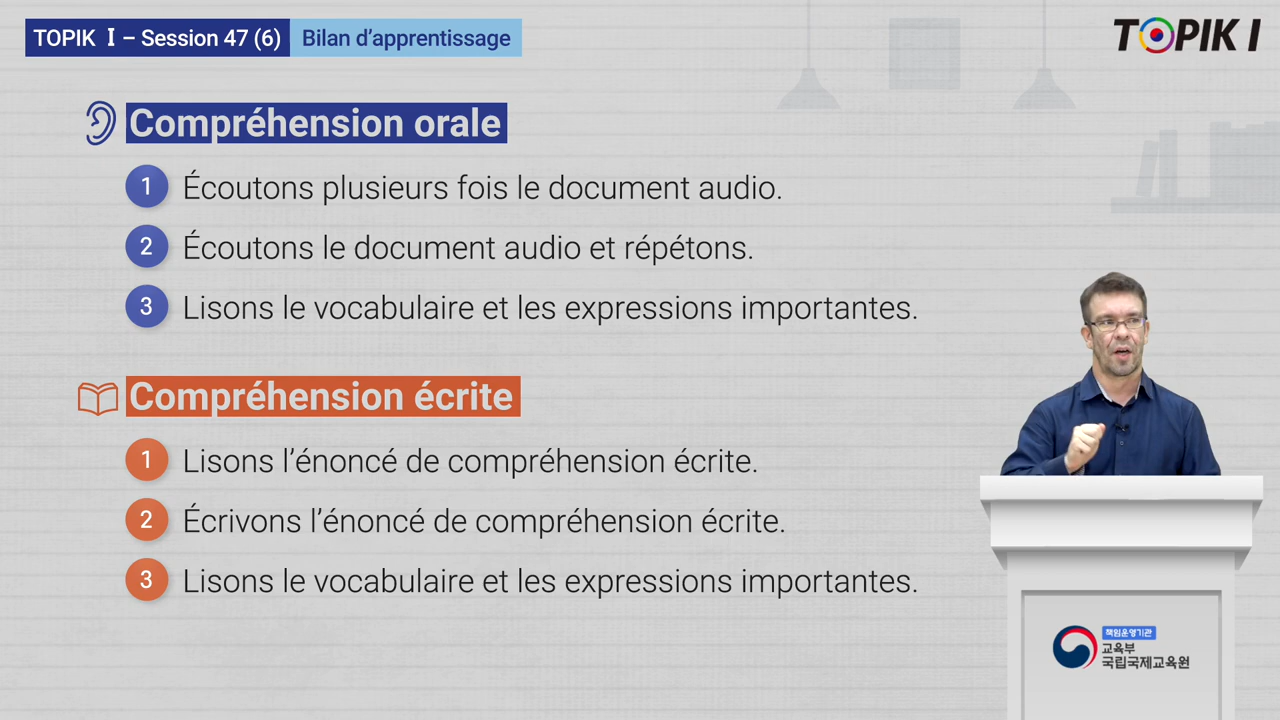 TOPIK Ⅰ – Session 47 (6) Bilan d’apprentissage
TOPIK I
Compréhension orale
1 Écoutons plusieurs fois le document audio.
2 Écoutons le document audio et répétons.
3 Lisons le vocabulaire et les expressions importantes.
Compréhension écrite
1 Lisons l’énoncé de compréhension écrite.
2 Écrivons l’énoncé de compréhension écrite.
3 Lisons le vocabulaire et les expressions importantes.
책임운영기관
교육부
국립국제교육원